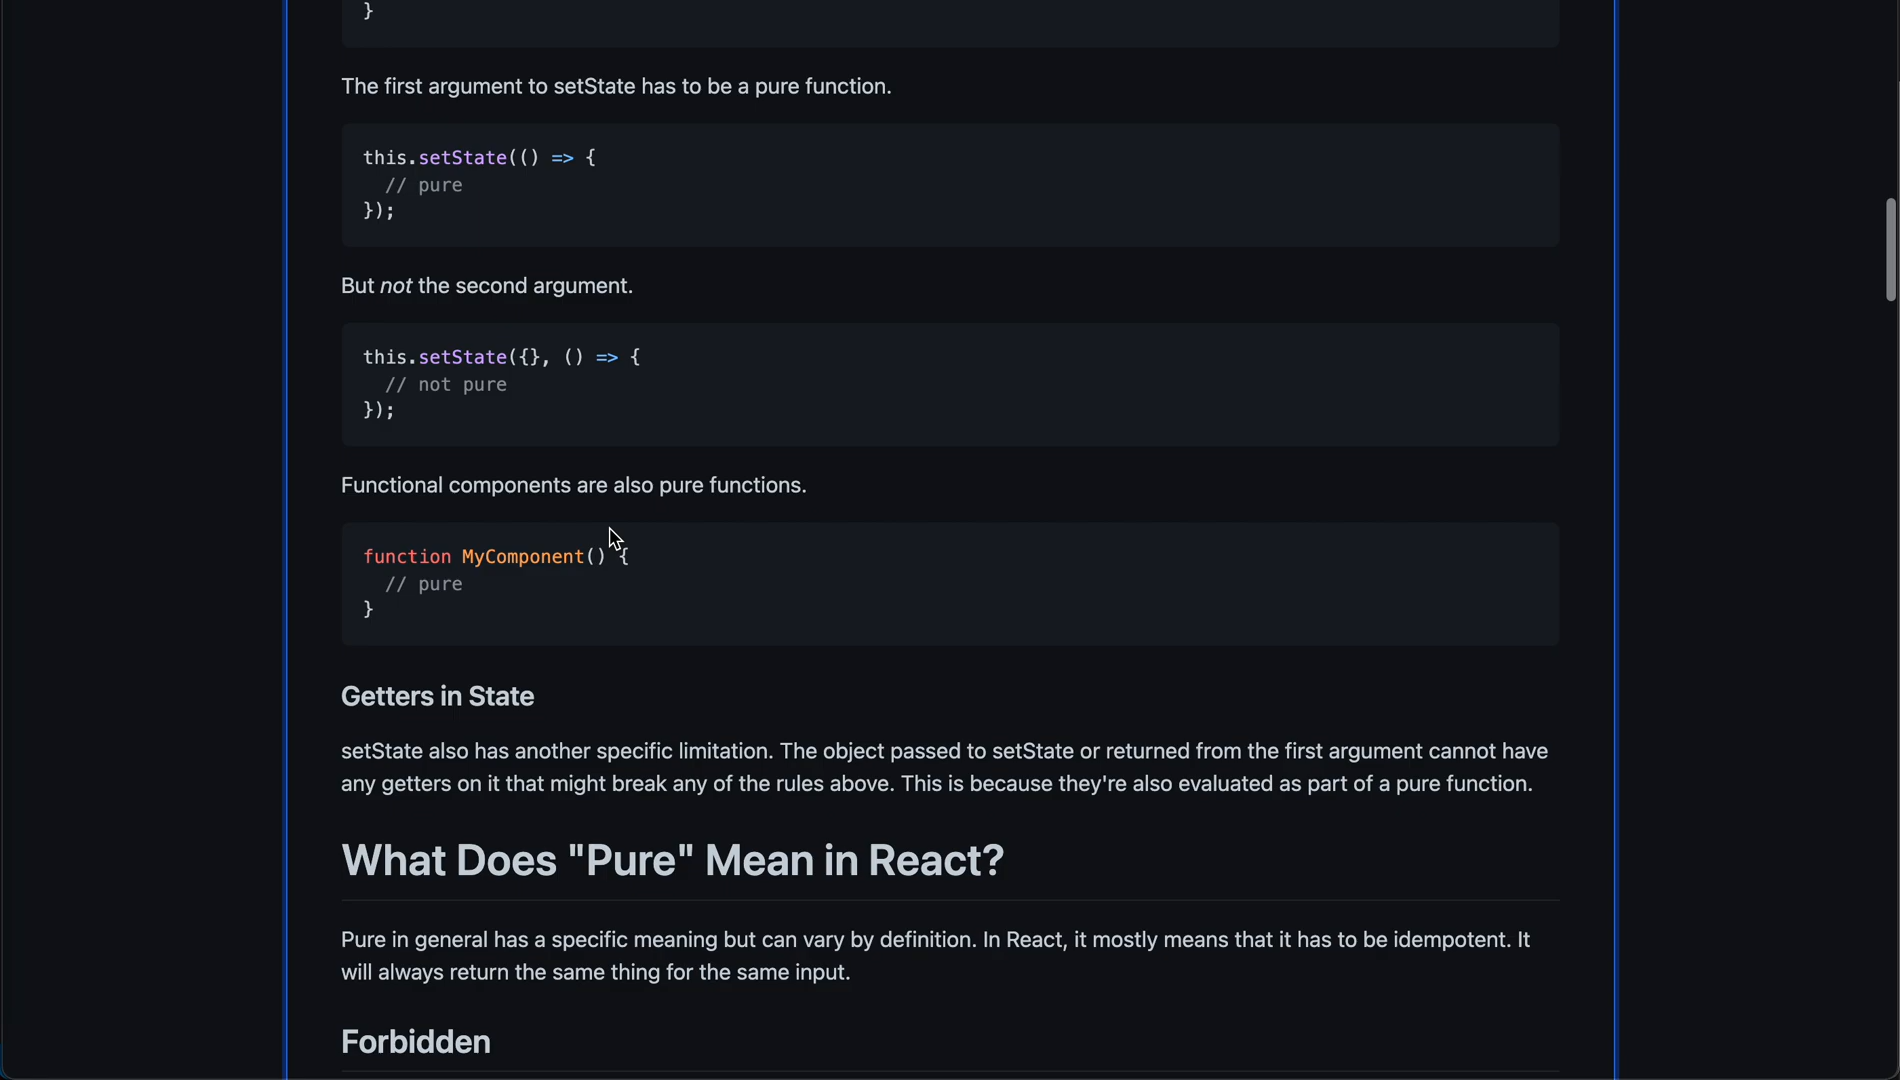 }
The first argument to setState has to be a pure function.
this.setState(() => {
  // pure
});
But not the second argument.
this.setState({}, () => {
  // not pure
});
Functional components are also pure functions.
function MyComponent() {
  // pure
}
Getters in State
setState also has another specific limitation. The object passed to setState or returned from the first argument cannot have
any getters on it that might break any of the rules above. This is because they're also evaluated as part of a pure function.
What Does "Pure" Mean in React?
Pure in general has a specific meaning but can vary by definition. In React, it mostly means that it has to be idempotent. It
will always return the same thing for the same input.
Forbidden